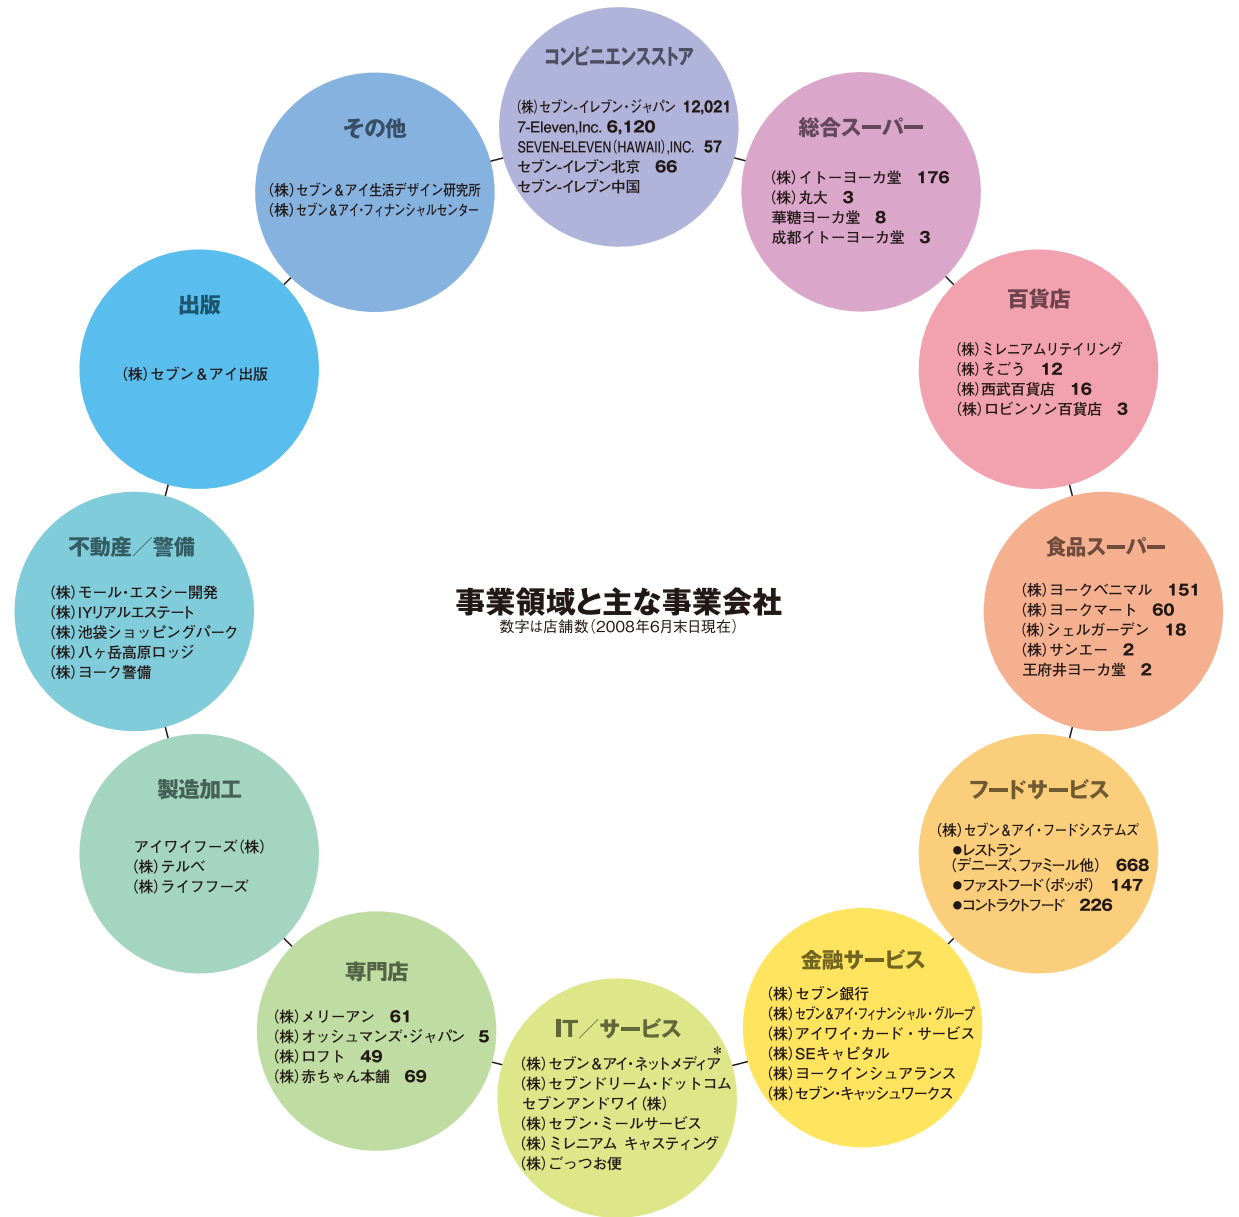 コンビニエンスストア
(株)セブン-イレブン・ジャパン 12,021
7-Eleven,Inc. 6,120
SEVEN-ELEVEN(HAWAII),INC. 57
セブン-イレブン北京 66
セブン-イレブン中国
総合スーパー
(株)イトーヨーカ堂 176
(株)丸大 3
華糖ヨーカ堂 8
成都イトーヨーカ堂 3
百貨店
(株)ミレニアムリテイリング
(株)そごう 12
(株)西武百貨店 16
(株)ロビンソン百貨店 3
食品スーパー
(株)ヨークベニマル 151
(株)ヨークマート 60
(株)シェルガーデン 18
(株)サンエー 2
王府井ヨーカ堂 2
フードサービス
(株)セブン&アイ・フードシステムズ
●レストラン
(デニーズ、ファミール他) 668
●ファストフード(ポッポ) 147
●コントラクトフード 226
金融サービス
(株)セブン銀行
(株)セブン&アイ・フィナンシャル・グループ
(株)アイワイ・カード・サービス
(株)SEキャピタル
(株)ヨークインシュアランス
(株)セブン・キャッシュワークス
IT／サービス
(株)セブン&アイ・ネットメディア*
(株)セブンドリーム・ドットコム
セブンアンドワイ(株)
(株)セブン・ミールサービス
(株)ミレニアム キャスティング
(株)ごっつお便
専門店
(株)メリーアン 61
(株)オッシュマンズ・ジャパン 5
(株)ロフト 49
(株)赤ちゃん本舗 69
製造加工
アイワイフーズ(株)
(株)テルベ
(株)ライフフーズ
不動産／警備
(株)モール・エスシー開発
(株)IYリアルエステート
(株)池袋ショッピングパーク
(株)八ヶ岳高原ロッジ
(株)ヨーク警備
出版
(株)セブン&アイ出版
その他
(株)セブン&アイ生活デザイン研究所
(株)セブン&アイ・フィナンシャルセンター
事業領域と主な事業会社
数字は店舗数(2008年6月末日現在)